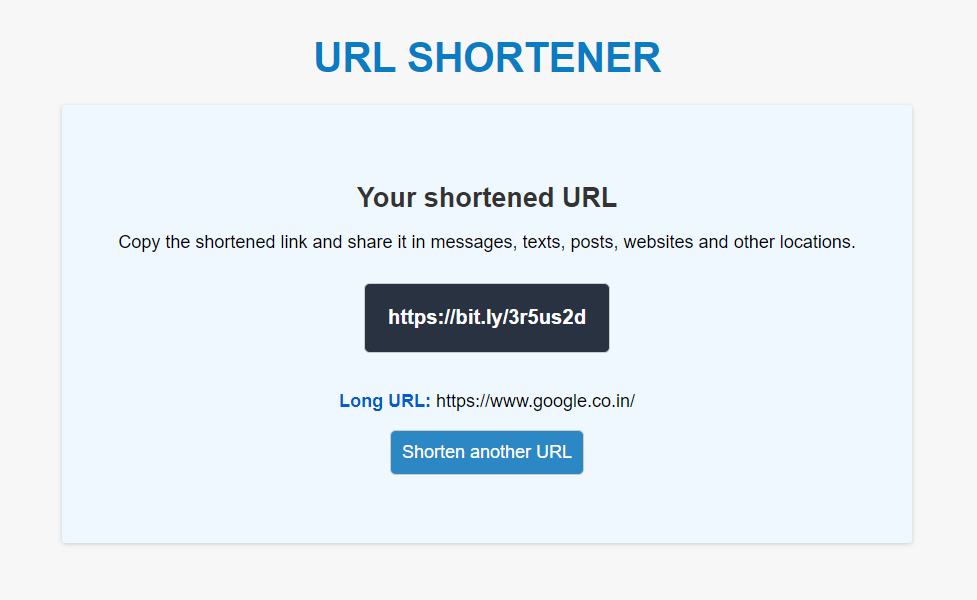 URL SHORTENER
Your shortened URL
Copy the shortened link and share it in messages, texts, posts, websites and other locations.
https://bit.ly/3r5us2d
Long URL: https://www.google.co.in/
Shorten another URL